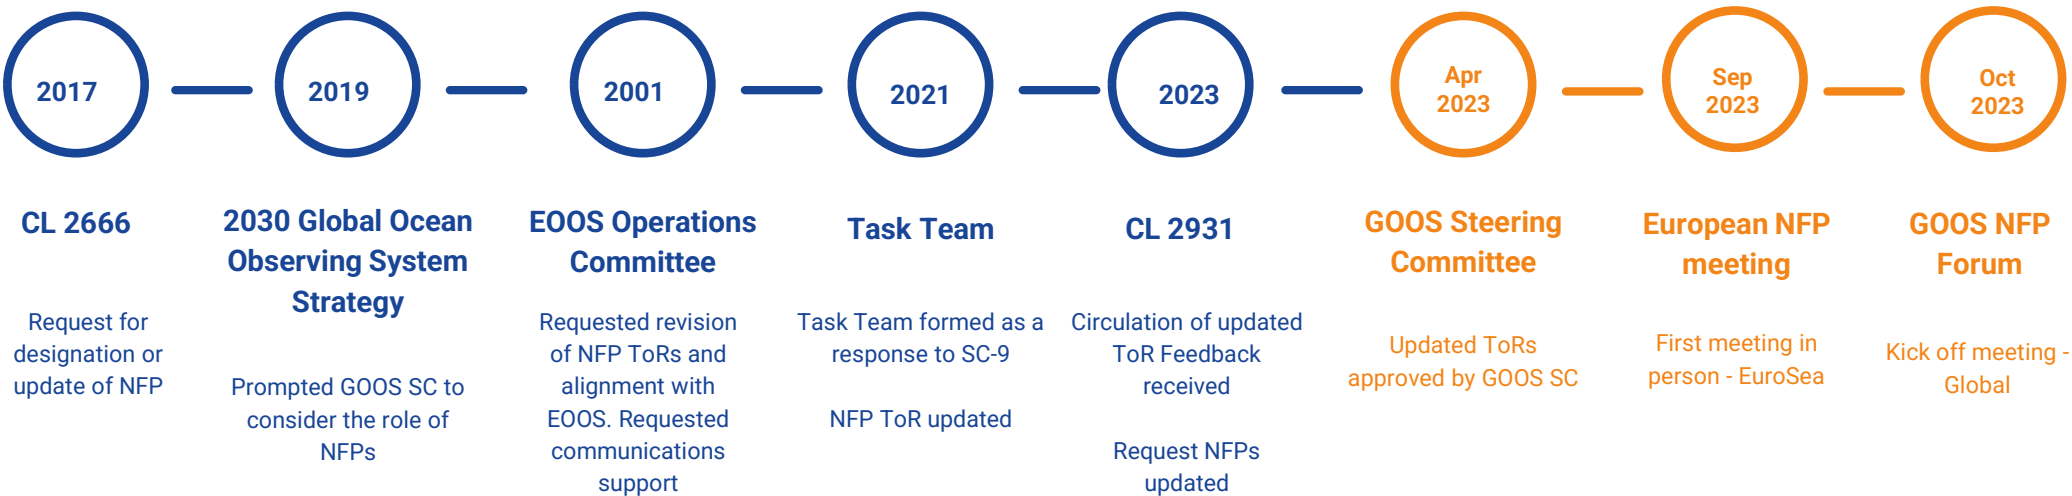 2017
2019
2001
2021
2023
Apr
2023
Sep
2023
Oct
2023
CL 2666
Request for
designation or
update of NFP
2030 Global Ocean
Observing System
Strategy
Prompted GOOS SC to
consider the role of
NFPs
EOOS Operations
Committee
Requested revision
of NFP ToRs and
alignment with
EOOS. Requested
communications
support
Task Team
Task Team formed as a
response to SC-9
NFP ToR updated
CL 2931
Circulation of updated
ToR Feedback
received
Request NFPs
updated
GOOS Steering
Committee
Updated ToRs
approved by GOOS SC
European NFP
meeting
First meeting in
person - EuroSea
GOOS NFP
Forum
Kick off meeting -
Global